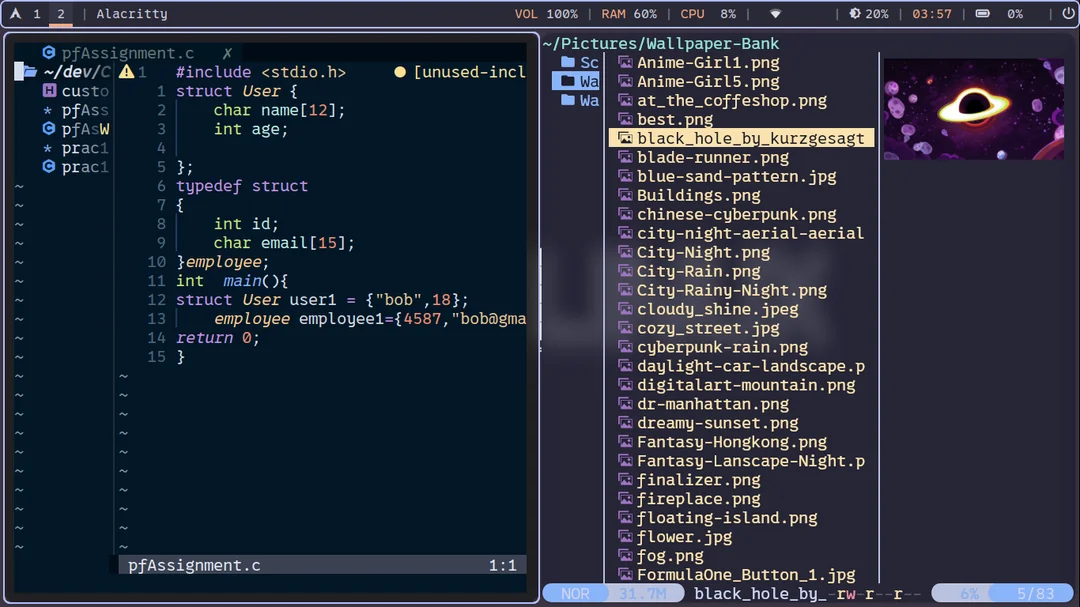 1 2 | Alacritty VOL 100% | RAM 60% | CPU 8% | | 20% | 03:57 | 0% |
pfAssignment.c ✗
~/dev/C
custo
* pfAss
pfAsW
* prac1
prac1
1 #include <stdio.h> ● [unused-incl
1 struct User {
2 char name[12];
3 int age;
4
5 };
6 typedef struct
7 {
8 int id;
9 char email[15];
10 }employee;
11 int main(){
12 struct User user1 = {"bob",18};
13 employee employee1={4587,"bob@gma
14 return 0;
15 }
pfAssignment.c 1:1
~/Pictures/Wallpaper-Bank
Sc
Wa
Wa
Anime-Girl1.png
Anime-Girl5.png
at_the_coffeshop.png
best.png
black_hole_by_kurzgesagt
blade-runner.png
blue-sand-pattern.jpg
Buildings.png
chinese-cyberpunk.png
city-night-aerial-aerial
City-Night.png
City-Rain.png
City-Rainy-Night.png
cloudy_shine.jpeg
cozy_street.jpg
cyberpunk-rain.png
daylight-car-landscape.p
digitalart-mountain.png
dr-manhattan.png
dreamy-sunset.png
Fantasy-Hongkong.png
Fantasy-Lanscape-Night.p
finalizer.png
fireplace.png
floating-island.png
flower.jpg
fog.png
FormulaOne_Button_1.jpg
NOR 31.7M black_hole_by_-rw-r--r-- 6% 5/83